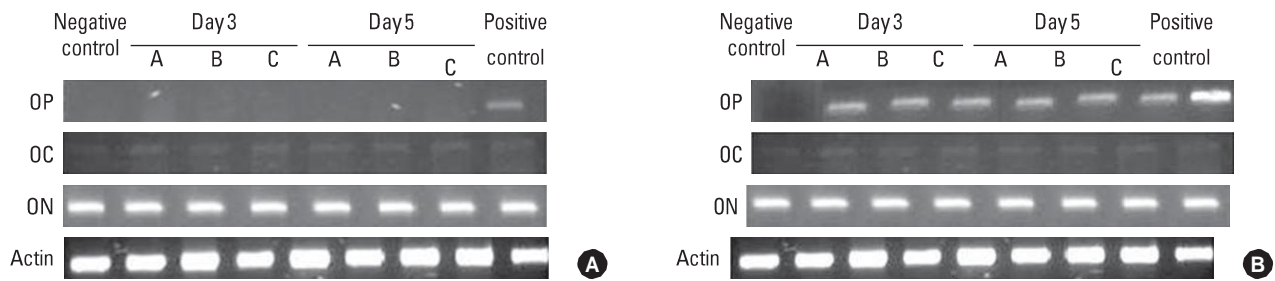 Negative control Day 3 Day 5 Positive control
A B C A B C
OP
OC
ON
Actin
A
Negative control Day 3 Day 5 Positive control
A B C A B C
OP
OC
ON
Actin
B